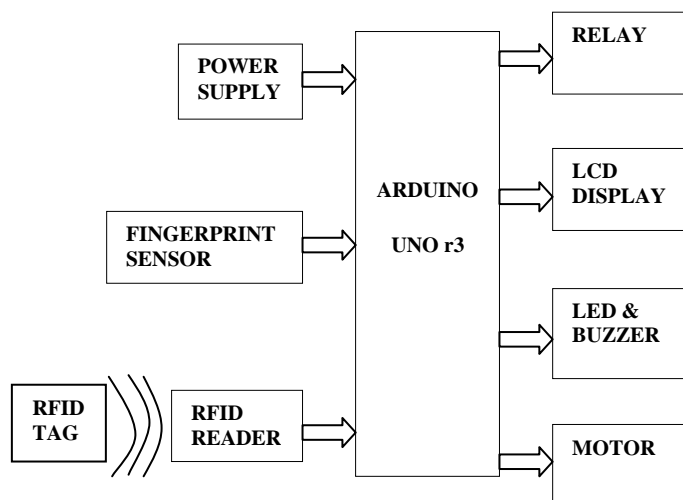 POWER
SUPPLY
FINGERPRINT
SENSOR
RFID
TAG
RFID
READER
ARDUINO
UNO r3
RELAY
LCD
DISPLAY
LED &
BUZZER
MOTOR